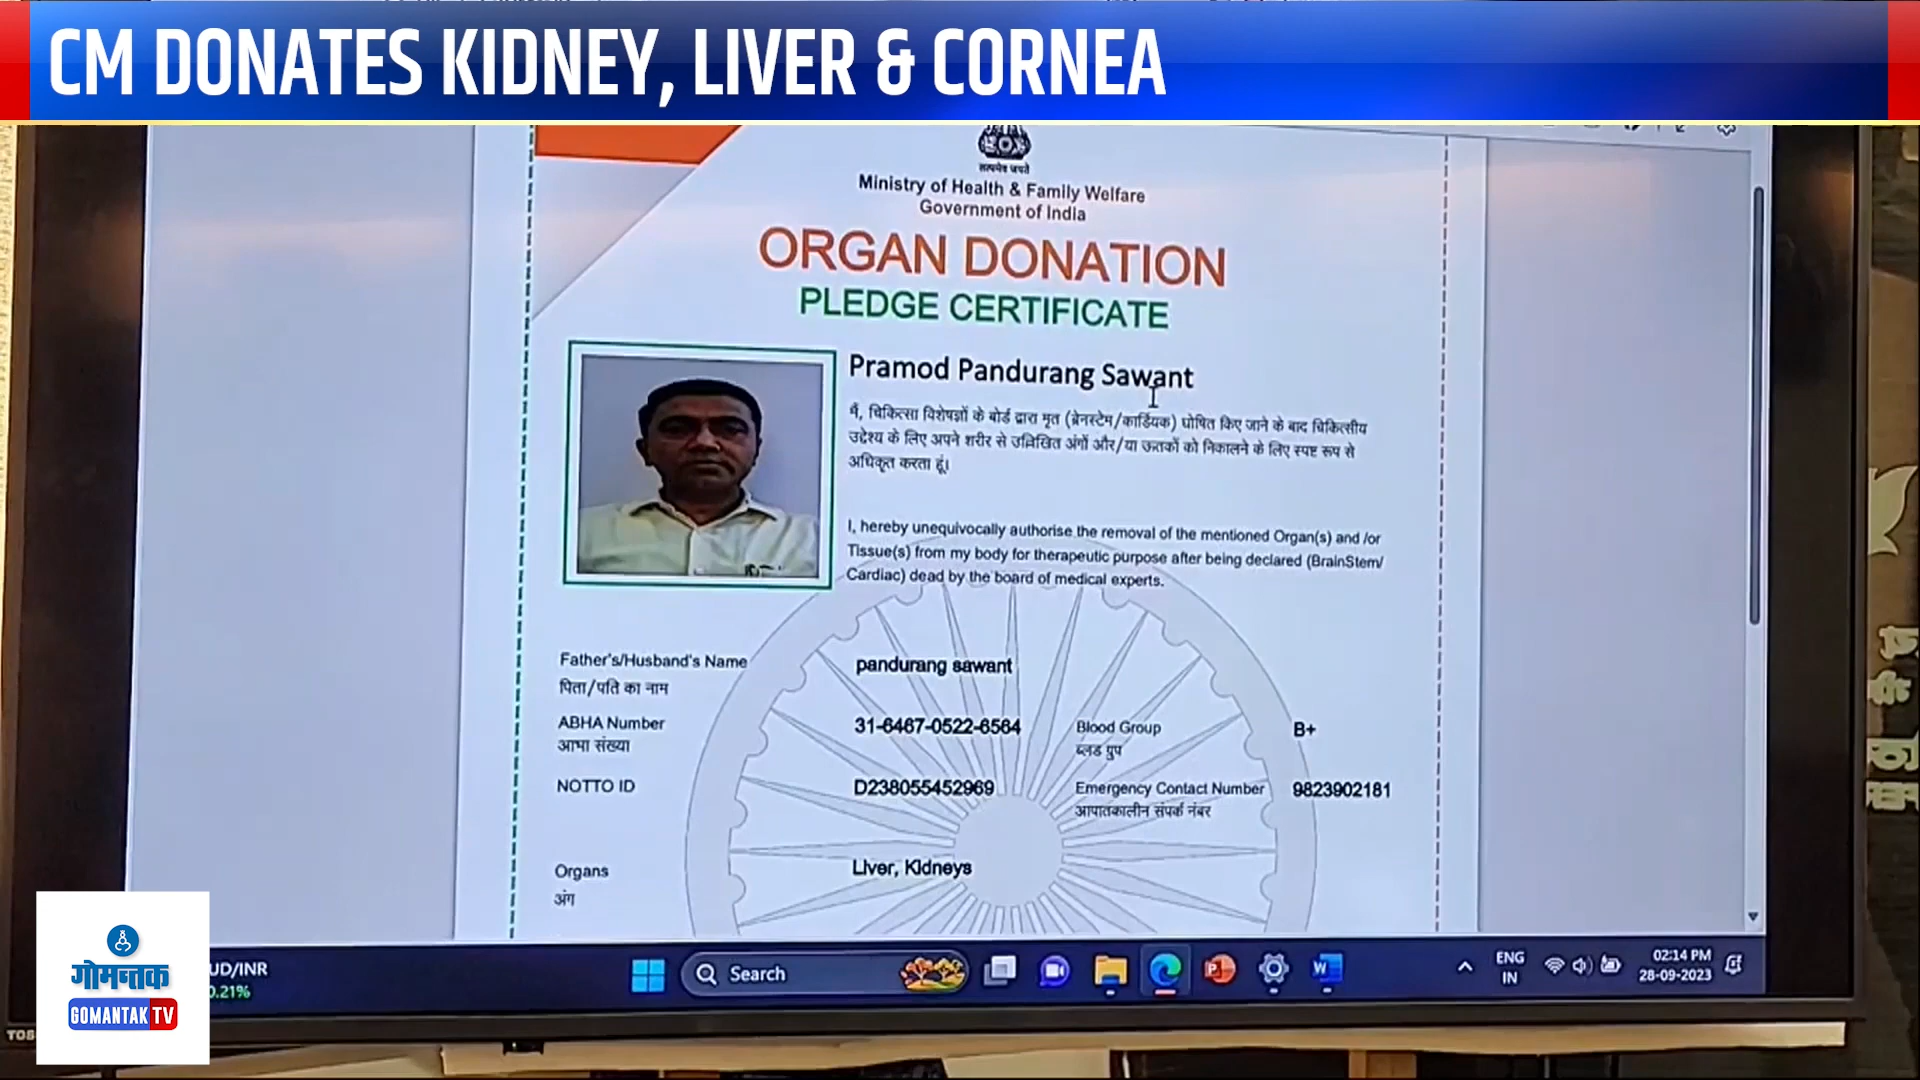 CM DONATES KIDNEY, LIVER & CORNEA
सत्यमेव जयते
Ministry of Health & Family Welfare
Government of India
ORGAN DONATION
PLEDGE CERTIFICATE
Pramod Pandurang Sawant
मैं, चिकित्सा विशेषज्ञों के बोर्ड द्वारा मृत (ब्रेनस्टेम/कार्डियक) घोषित किए जाने के बाद चिकित्सीय
उद्देश्य के लिए अपने शरीर से उल्लिखित अंगों और/या ऊतकों को निकालने के लिए स्पष्ट रूप से
अधिकृत करता हूं।
I, hereby unequivocally authorise the removal of the mentioned Organ(s) and /or
Tissue(s) from my body for therapeutic purpose after being declared (BrainStem/
Cardiac) dead by the board of medical experts.
Father's/Husband's Name pandurang sawant
पिता/पति का नाम
ABHA Number 31-6467-0522-6564 Blood Group B+
आभा संख्या ब्लड ग्रुप
NOTTO ID D238055452969 Emergency Contact Number 9823902181
आपातकालीन संपर्क नंबर
Organs Liver, Kidneys
अंग
UD/INR
0.21%
Search
ENG
IN
02:14 PM
28-09-2023
गोमन्तक
GOMANTAK TV